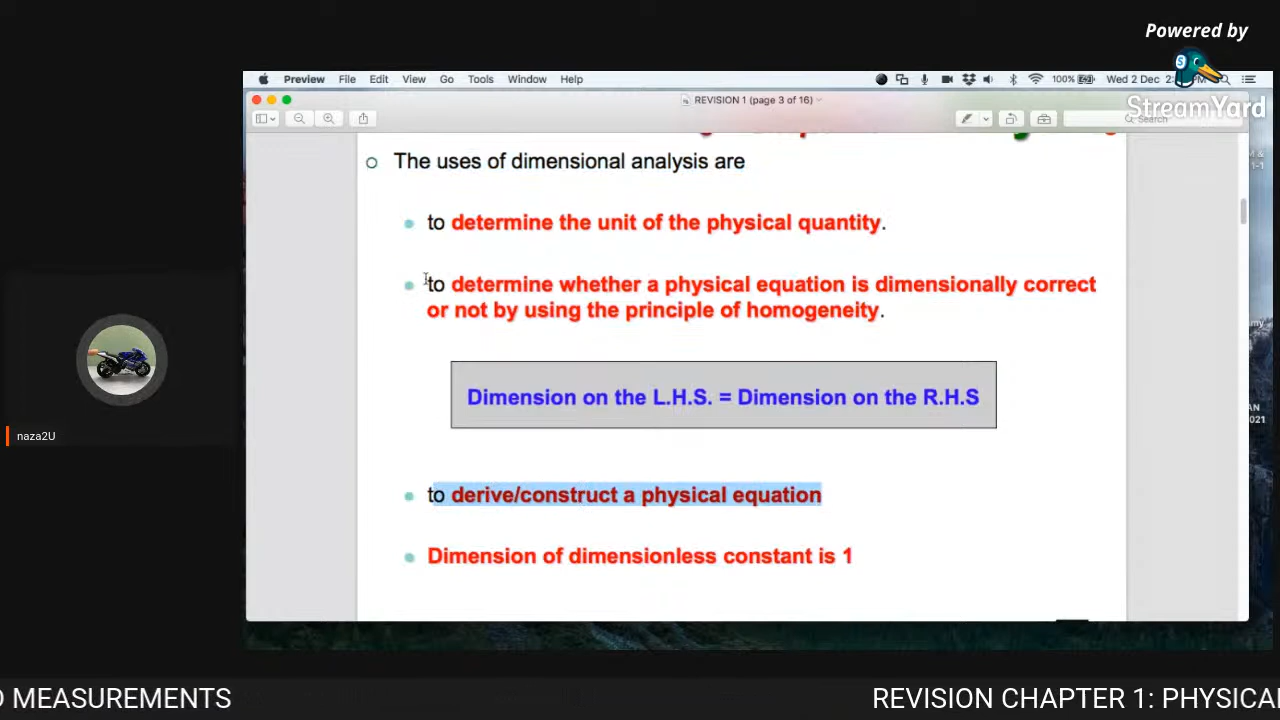 Powered by
StreamYard
Preview File Edit View Go Tools Window Help
100%
Wed 2 Dec
REVISION 1 (page 3 of 16)
Search
The uses of dimensional analysis are
to determine the unit of the physical quantity.
to determine whether a physical equation is dimensionally correct
or not by using the principle of homogeneity.
Dimension on the L.H.S. = Dimension on the R.H.S
to derive/construct a physical equation
Dimension of dimensionless constant is 1
naza2U
MEASUREMENTS
REVISION CHAPTER 1: